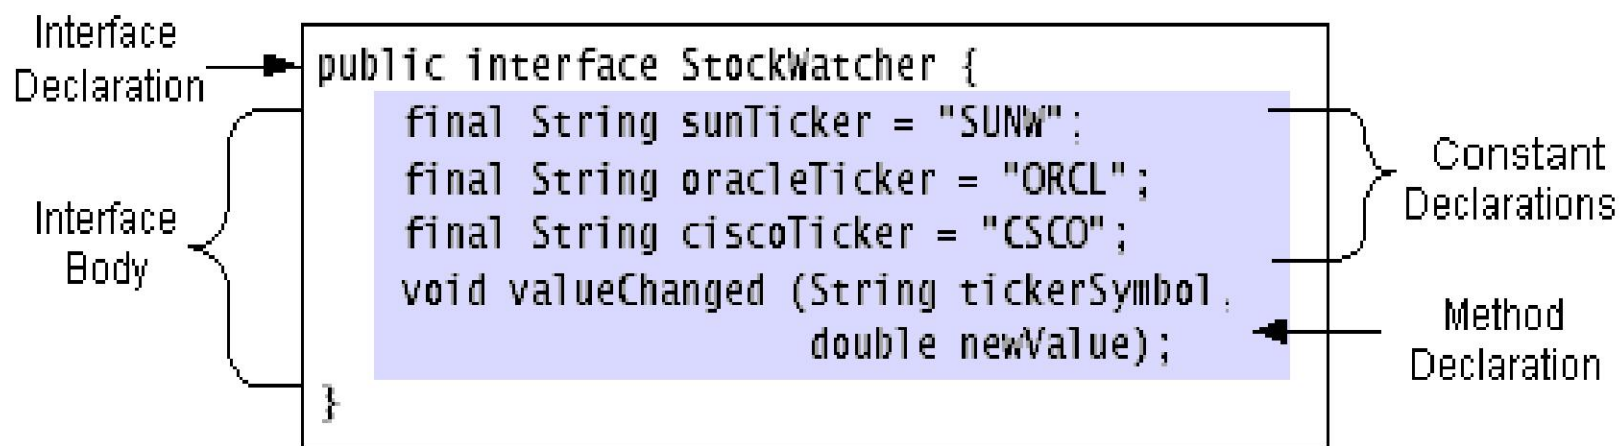 Interface
Declaration
public interface StockWatcher {
final String sunTicker = "SUNW";
final String oracleTicker = "ORCL";
final String ciscoTicker = "CSCO";
void valueChanged (String tickerSymbol,
double newValue);
}
Interface
Body
Constant
Declarations
Method
Declaration